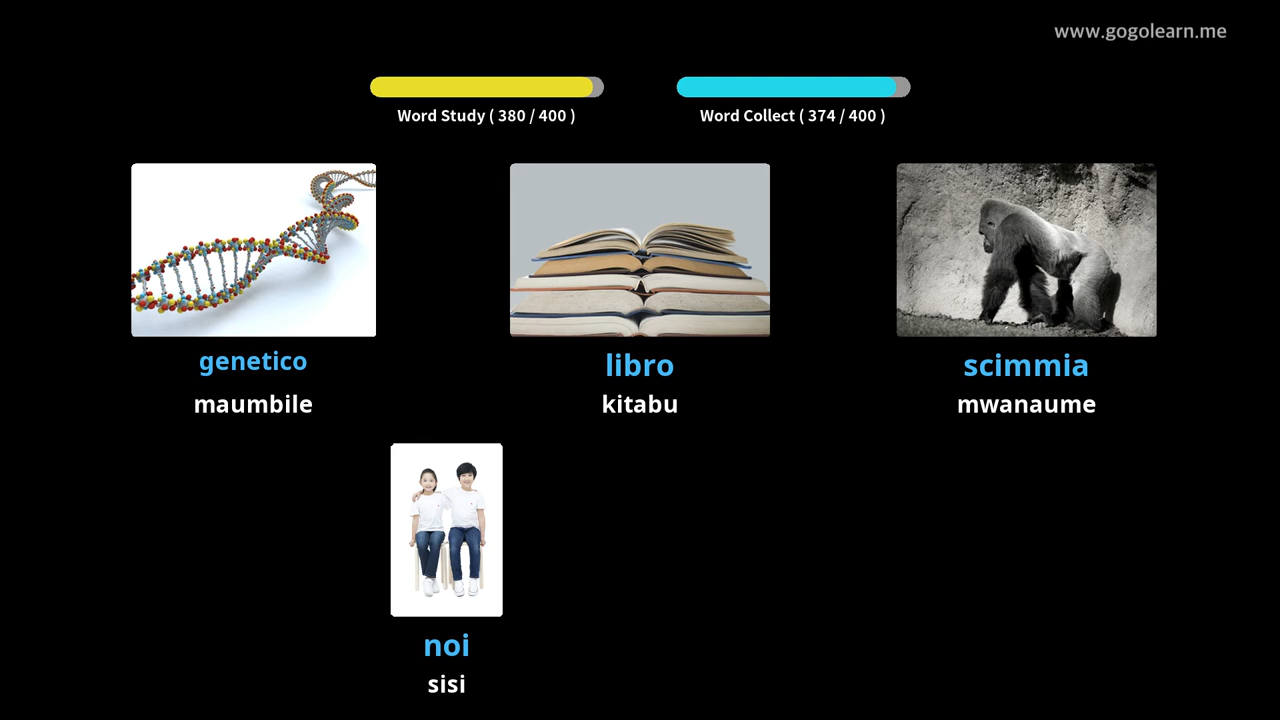 www.gogolearn.me
Word Study ( 380 / 400 )
Word Collect ( 374 / 400 )
genetico
maumbile
libro
kitabu
scimmia
mwanaume
noi
sisi